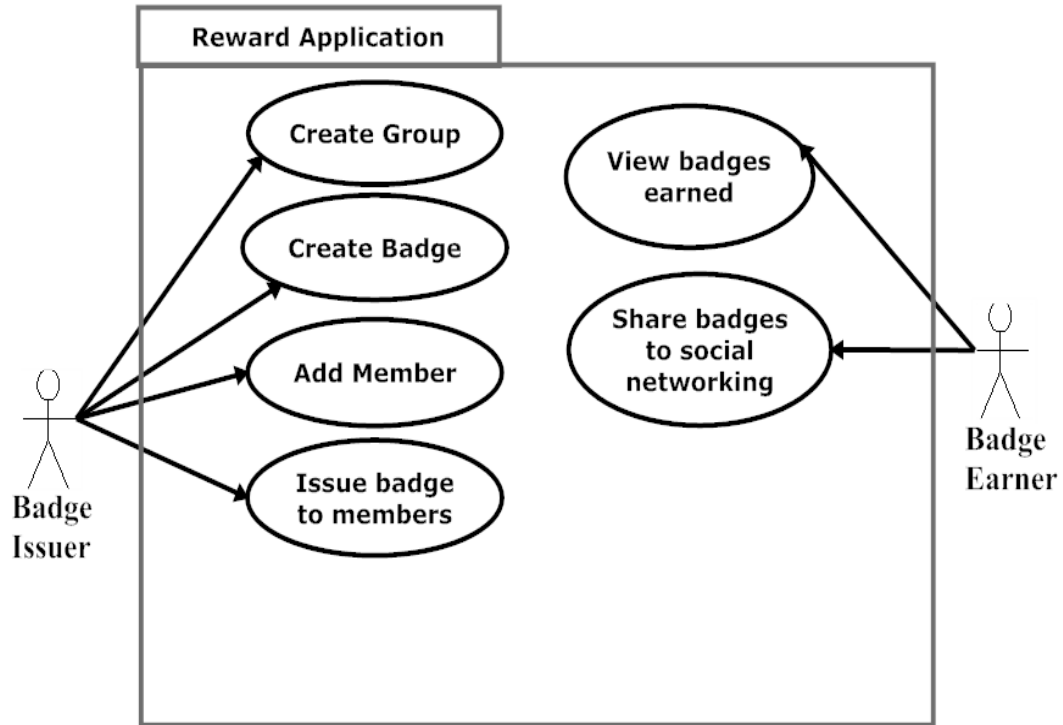 Reward Application
Create Group
Create Badge
Add Member
Issue badge
to members
View badges
earned
Share badges
to social
networking
Badge
Issuer
Badge
Earner